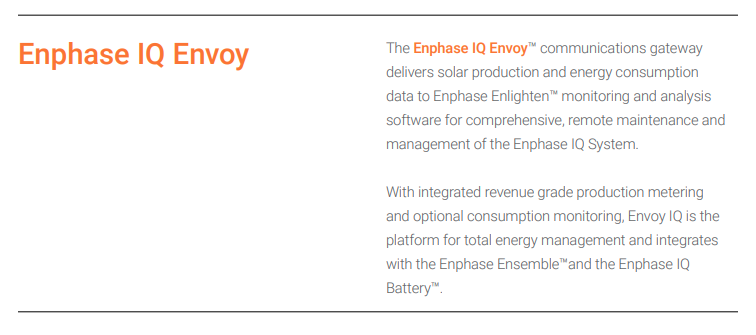 Enphase IQ Envoy
The Enphase IQ Envoy™ communications gateway
delivers solar production and energy consumption
data to Enphase Enlighten™ monitoring and analysis
software for comprehensive, remote maintenance and
management of the Enphase IQ System.
With integrated revenue grade production metering
and optional consumption monitoring, Envoy IQ is the
platform for total energy management and integrates
with the Enphase Ensemble™and the Enphase IQ
Battery™.